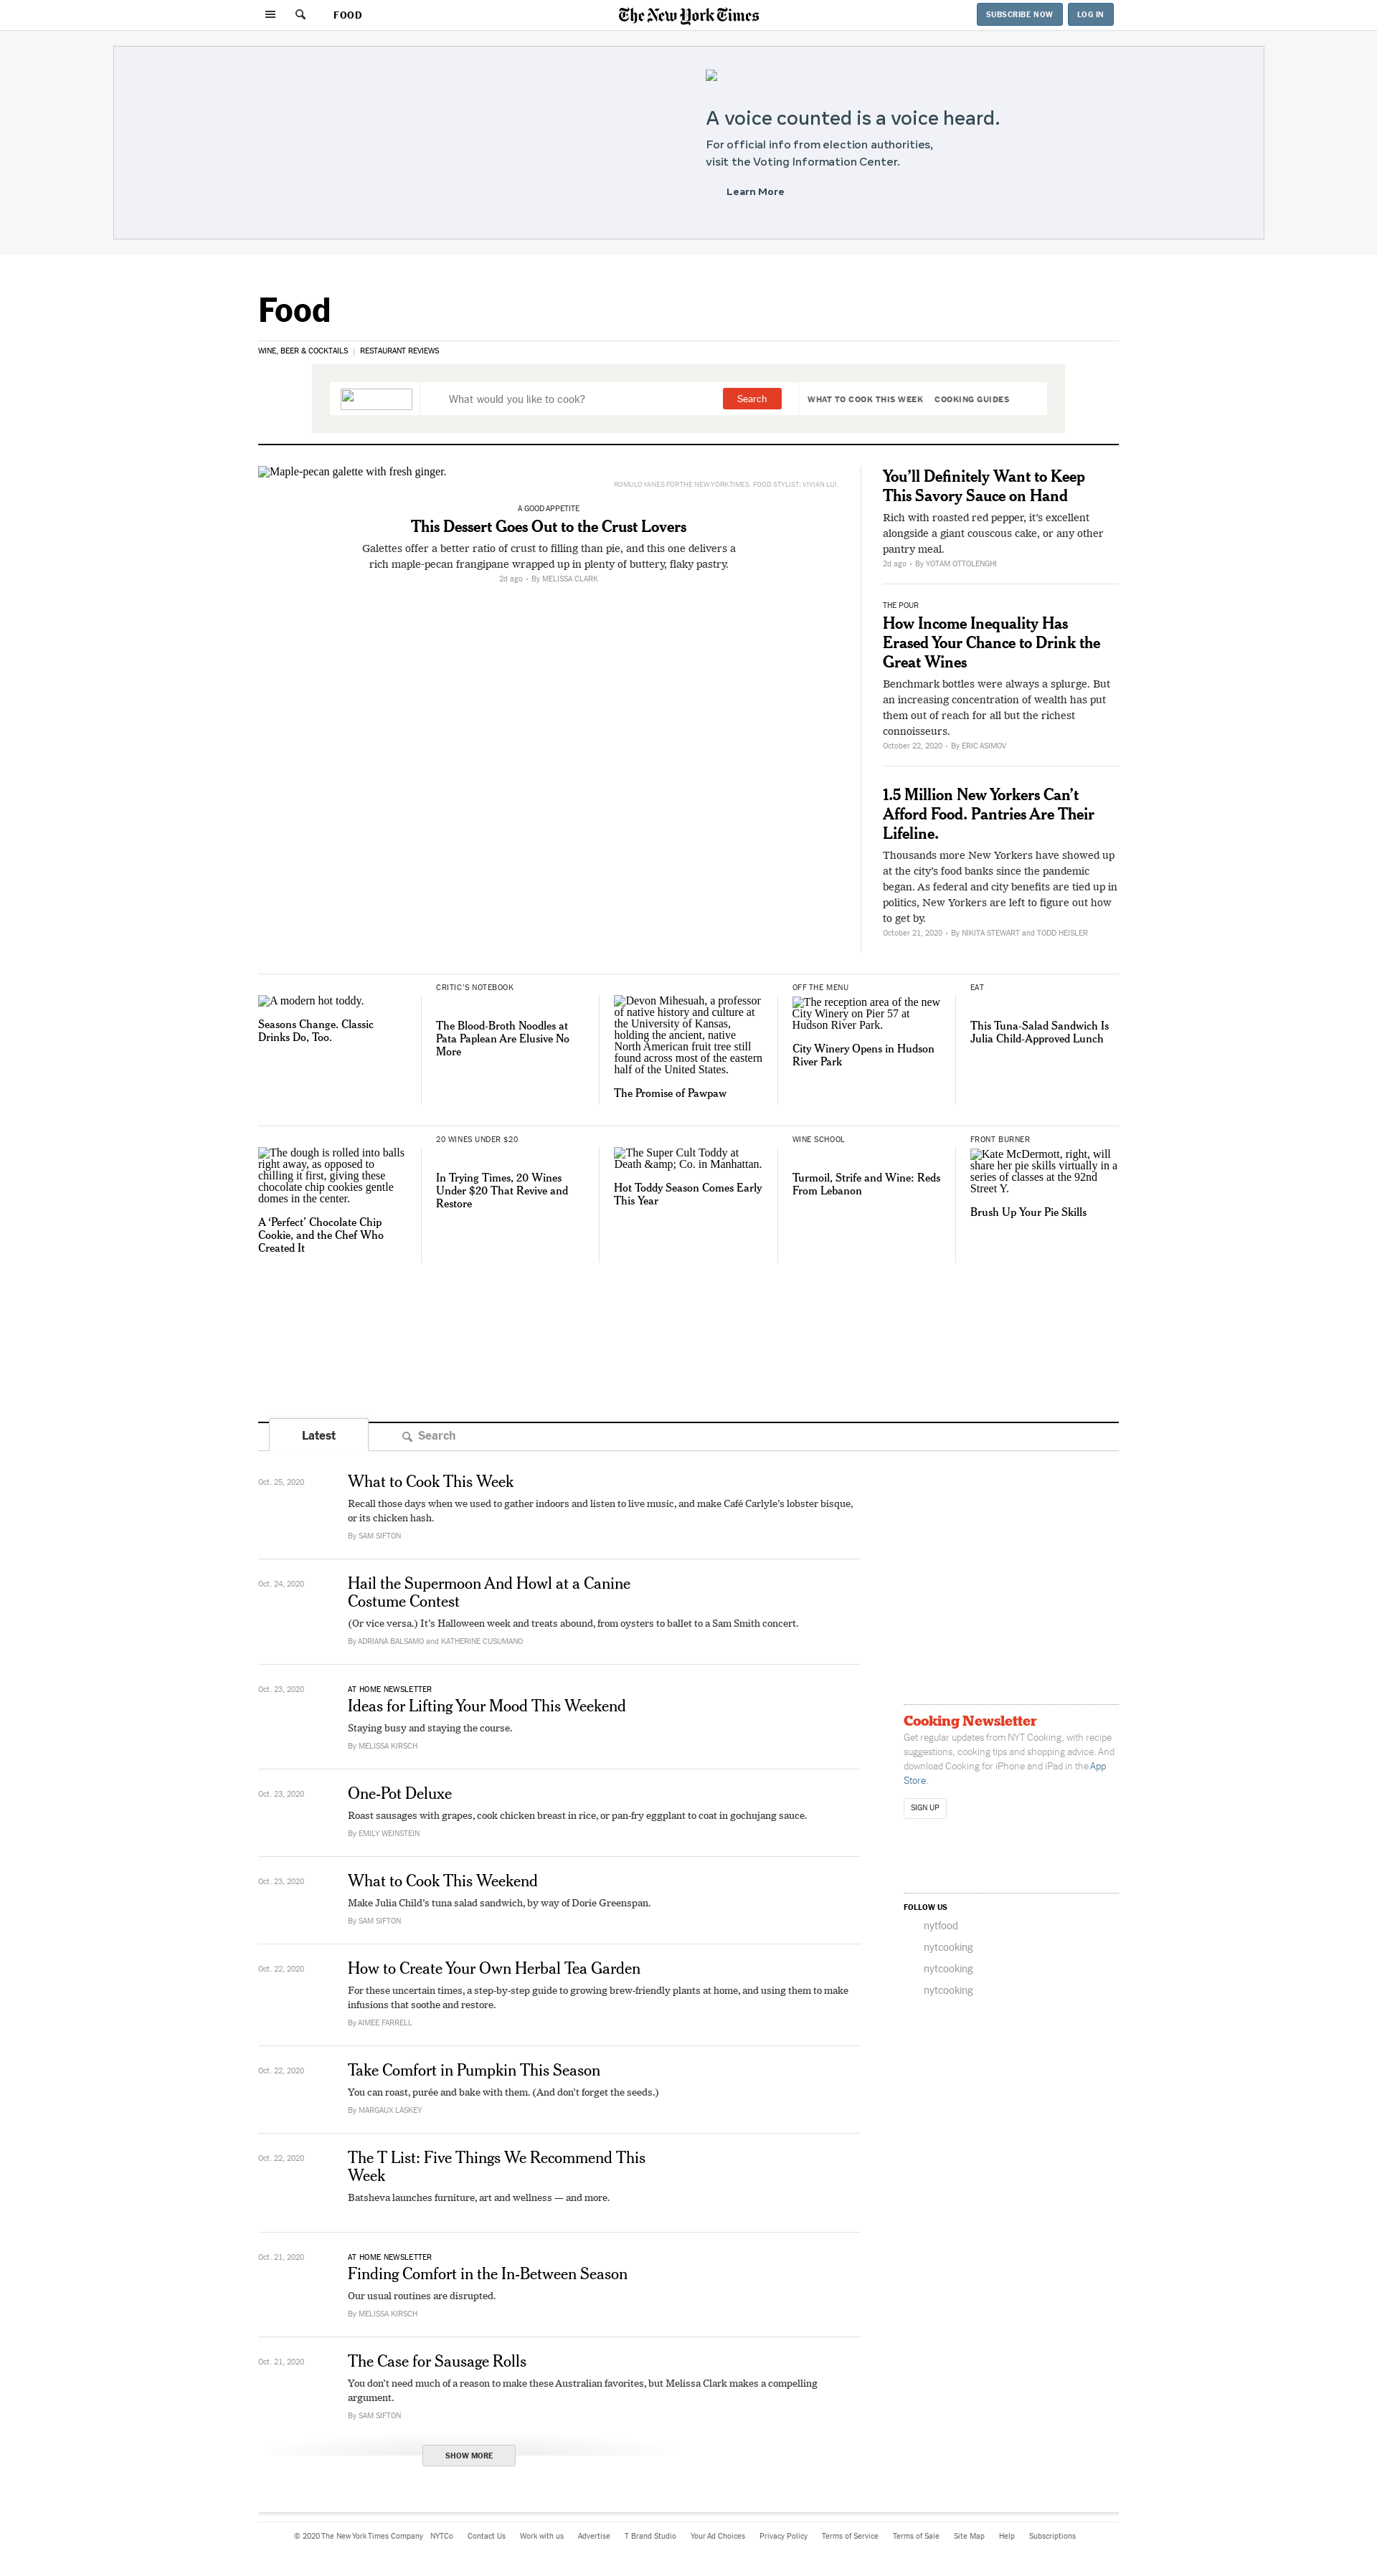 FOOD
The New York Times
SUBSCRIBE NOW
LOG IN
A voice counted is a voice heard.
For official info from election authorities,
visit the Voting Information Center.
Learn More
Food
WINE, BEER & COCKTAILS | RESTAURANT REVIEWS
What would you like to cook?
Search
WHAT TO COOK THIS WEEK
COOKING GUIDES
Maple-pecan galette with fresh ginger.
ROMULO YANES FOR THE NEW YORK TIMES. FOOD STYLIST: VIVIAN LUI.
A GOOD APPETITE
This Dessert Goes Out to the Crust Lovers
Galettes offer a better ratio of crust to filling than pie, and this one delivers a
rich maple-pecan frangipane wrapped up in plenty of buttery, flaky pastry.
2d ago • By MELISSA CLARK
You’ll Definitely Want to Keep
This Savory Sauce on Hand
Rich with roasted red pepper, it’s excellent
alongside a giant couscous cake, or any other
pantry meal.
2d ago • By YOTAM OTTOLENGHI
THE POUR
How Income Inequality Has
Erased Your Chance to Drink the
Great Wines
Benchmark bottles were always a splurge. But
an increasing concentration of wealth has put
them out of reach for all but the richest
connoisseurs.
October 22, 2020 • By ERIC ASIMOV
1.5 Million New Yorkers Can’t
Afford Food. Pantries Are Their
Lifeline.
Thousands more New Yorkers have showed up
at the city’s food banks since the pandemic
began. As federal and city benefits are tied up in
politics, New Yorkers are left to figure out how
to get by.
October 21, 2020 • By NIKITA STEWART and TODD HEISLER
A modern hot toddy.
Seasons Change. Classic
Drinks Do, Too.
CRITIC’S NOTEBOOK
The Blood-Broth Noodles at
Pata Paplean Are Elusive No
More
Devon Mihesuah, a professor
of native history and culture at
the University of Kansas,
holding the ancient, native
North American fruit tree still
found across most of the eastern
half of the United States.
The Promise of Pawpaw
OFF THE MENU
The reception area of the new
City Winery on Pier 57 at
Hudson River Park.
City Winery Opens in Hudson
River Park
EAT
This Tuna-Salad Sandwich Is
Julia Child-Approved Lunch
The dough is rolled into balls
right away, as opposed to
chilling it first, giving these
chocolate chip cookies gentle
domes in the center.
A ‘Perfect’ Chocolate Chip
Cookie, and the Chef Who
Created It
20 WINES UNDER $20
In Trying Times, 20 Wines
Under $20 That Revive and
Restore
The Super Cult Toddy at
Death &amp; Co. in Manhattan.
Hot Toddy Season Comes Early
This Year
WINE SCHOOL
Turmoil, Strife and Wine: Reds
From Lebanon
FRONT BURNER
Kate McDermott, right, will
share her pie skills virtually in a
series of classes at the 92nd
Street Y.
Brush Up Your Pie Skills
Latest
Search
Oct. 25, 2020
What to Cook This Week
Recall those days when we used to gather indoors and listen to live music, and make Café Carlyle’s lobster bisque,
or its chicken hash.
By SAM SIFTON
Oct. 24, 2020
Hail the Supermoon And Howl at a Canine
Costume Contest
(Or vice versa.) It’s Halloween week and treats abound, from oysters to ballet to a Sam Smith concert.
By ADRIANA BALSAMO and KATHERINE CUSUMANO
Oct. 23, 2020
AT HOME NEWSLETTER
Ideas for Lifting Your Mood This Weekend
Staying busy and staying the course.
By MELISSA KIRSCH
Oct. 23, 2020
One-Pot Deluxe
Roast sausages with grapes, cook chicken breast in rice, or pan-fry eggplant to coat in gochujang sauce.
By EMILY WEINSTEIN
Oct. 23, 2020
What to Cook This Weekend
Make Julia Child’s tuna salad sandwich, by way of Dorie Greenspan.
By SAM SIFTON
Oct. 22, 2020
How to Create Your Own Herbal Tea Garden
For these uncertain times, a step-by-step guide to growing brew-friendly plants at home, and using them to make
infusions that soothe and restore.
By AIMEE FARRELL
Oct. 22, 2020
Take Comfort in Pumpkin This Season
You can roast, purée and bake with them. (And don’t forget the seeds.)
By MARGAUX LASKEY
Oct. 22, 2020
The T List: Five Things We Recommend This
Week
Batsheva launches furniture, art and wellness — and more.
Oct. 21, 2020
AT HOME NEWSLETTER
Finding Comfort in the In-Between Season
Our usual routines are disrupted.
By MELISSA KIRSCH
Oct. 21, 2020
The Case for Sausage Rolls
You don’t need much of a reason to make these Australian favorites, but Melissa Clark makes a compelling
argument.
By SAM SIFTON
SHOW MORE
Cooking Newsletter
Get regular updates from NYT Cooking, with recipe
suggestions, cooking tips and shopping advice. And
download Cooking for iPhone and iPad in the App
Store.
SIGN UP
FOLLOW US
nytfood
nytcooking
nytcooking
nytcooking
© 2020 The New York Times Company NYTCo Contact Us Work with us Advertise T Brand Studio Your Ad Choices Privacy Policy Terms of Service Terms of Sale Site Map Help Subscriptions